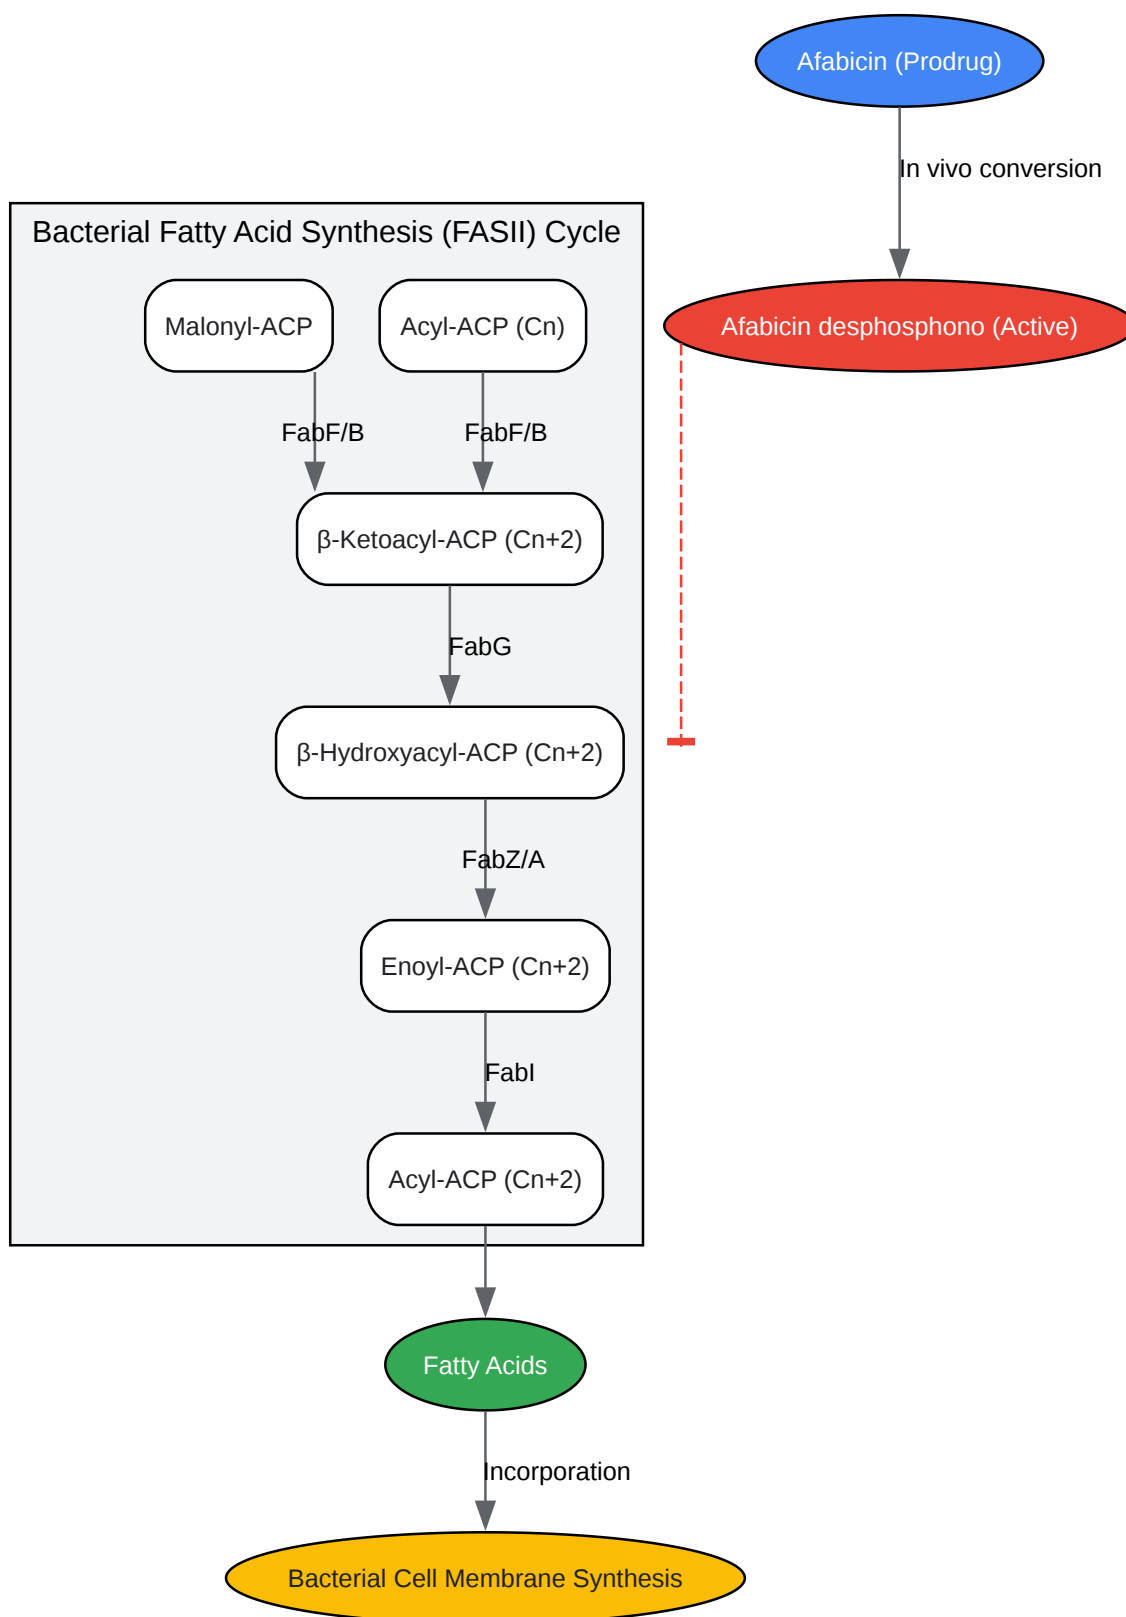 Afabicin (Prodrug)
In vivo conversion
Bacterial Fatty Acid Synthesis (FASII) Cycle
Malonyl-ACP
Acyl-ACP (Cn)
Afabicin desphosphono (Active)
FabF/B
FabF/B
β-Ketoacyl-ACP (Cn+2)
FabG
β-Hydroxyacyl-ACP (Cn+2)
FabZ/A
Enoyl-ACP (Cn+2)
FabI
Acyl-ACP (Cn+2)
Fatty Acids
Incorporation
Bacterial Cell Membrane Synthesis